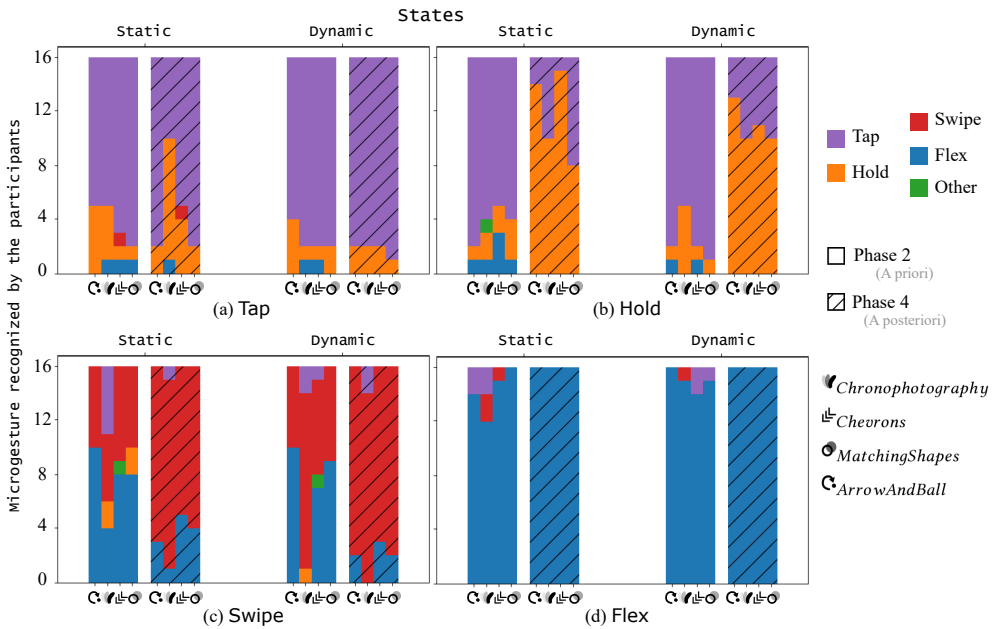 States
Static
Dynamic
Static
Dynamic
Microgesture recognized by the participants
16
12
8
4
0
(a) Tap
(b) Hold
Tap
Hold
Swipe
Flex
Other
Phase 2
(A priori)
Phase 4
(A posteriori)
Static
Dynamic
Static
Dynamic
16
12
8
4
0
(c) Swipe
(d) Flex
Chronophotography
Chevrons
MatchingShapes
ArrowAndBall